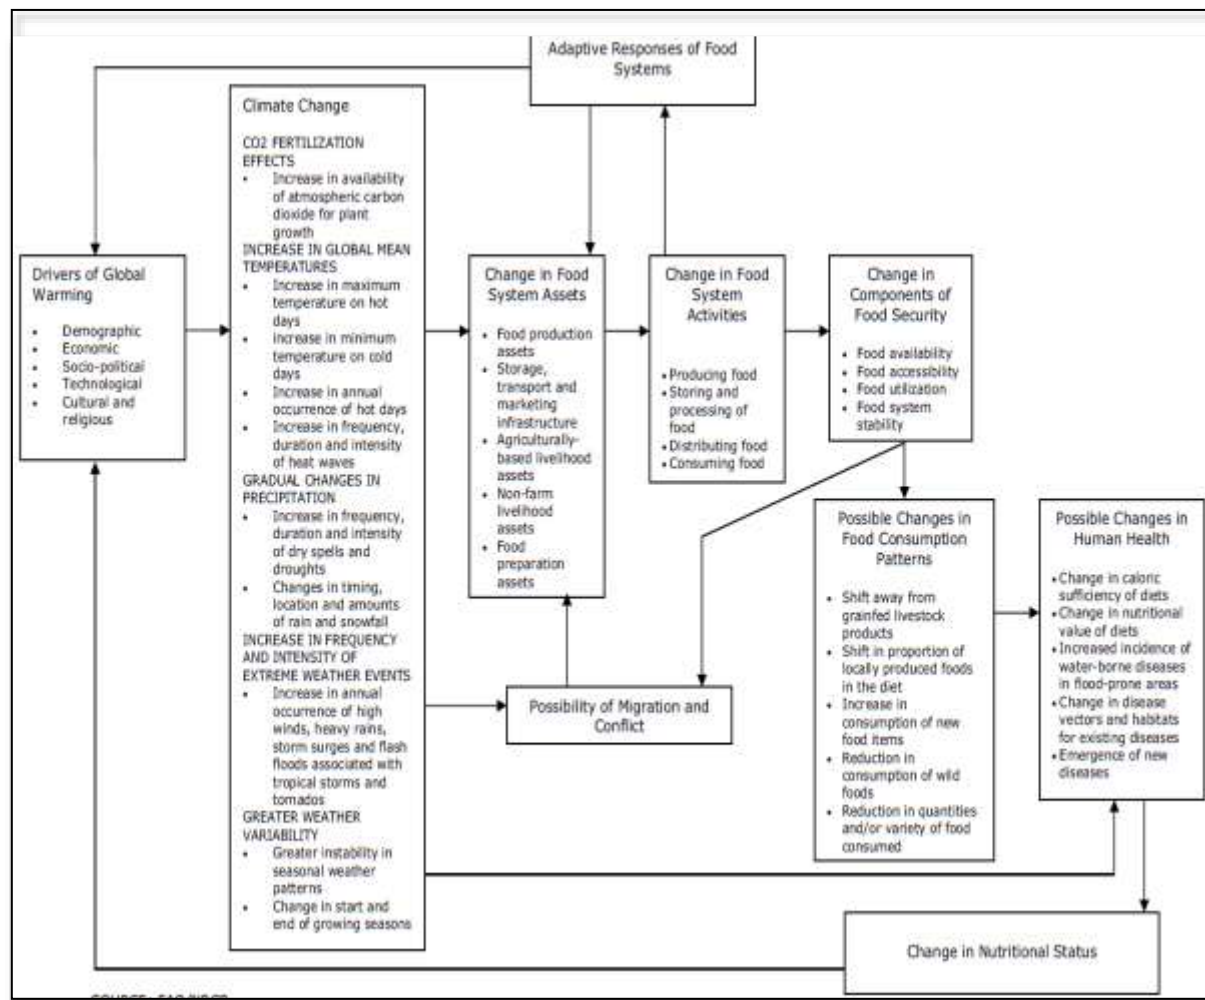 Adaptive Responses of Food
Systems
Climate Change
CO2 FERTILIZATION
EFFECTS
• Increase in availability
of atmospheric carbon
dioxide for plant
growth
INCREASE IN GLOBAL MEAN
TEMPERATURES
• Increase in maximum
temperature on hot
days
• increase in minimum
temperature on cold
days
• Increase in annual
occurrence of hot days
• Increase in frequency,
duration and intensity
of heat waves
GRADUAL CHANGES IN
PRECIPITATION
• Increase in frequency,
duration and intensity
of dry spells and
droughts
• Changes in timing,
location and amounts
of rain and snowfall
INCREASE IN FREQUENCY
AND INTENSITY OF
EXTREME WEATHER EVENTS
• Increase in annual
occurrence of high
winds, heavy rains,
storm surges and flash
floods associated with
tropical storms and
tornados
GREATER WEATHER
VARIABILITY
• Greater instability in
seasonal weather
patterns
• Change in start and
end of growing seasons
Drivers of Global
Warming
• Demographic
• Economic
• Socio-political
• Technological
• Cultural and
religious
Change in Food
System Assets
• Food production
assets
• Storage,
transport and
marketing
infrastructure
• Agriculturally-
based livelihood
assets
• Non-farm
livelihood
assets
• Food
preparation
assets
Change in Food
System
Activities
• Producing food
• Storing and
processing of
food
• Distributing food
• Consuming food
Change in
Components of
Food Security
• Food availability
• Food accessibility
• Food utilization
• Food system
stability
Possible Changes in
Food Consumption
Patterns
• Shift away from
grainfed livestock
products
• Shift in proportion of
locally produced foods
in the diet
• Increase in
consumption of new
food items
• Reduction in
consumption of wild
foods
• Reduction in quantities
and/or variety of food
consumed
Possible Changes in
Human Health
• Change in caloric
sufficiency of diets
• Change in nutritional
value of diets
• Increased incidence of
water-borne diseases
in flood-prone areas
• Change in disease
vectors and habitats
for existing diseases
• Emergence of new
diseases
Possibility of Migration and
Conflict
Change in Nutritional Status